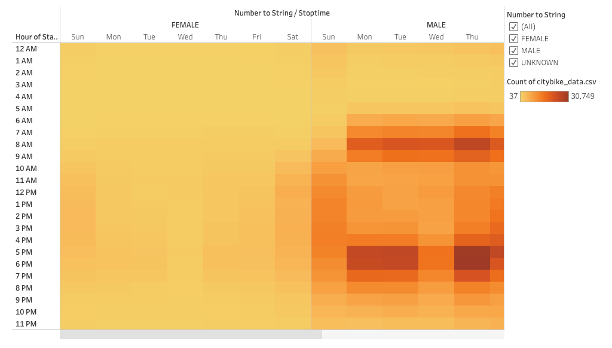 Number to String / Stoptime
FEMALE MALE
Hour of Sta.. Sun Mon Tue Wed Thu Fri Sat Sun Mon Tue Wed Thu
12 AM
1 AM
2 AM
3 AM
4 AM
5 AM
6 AM
7 AM
8 AM
9 AM
10 AM
11 AM
12 PM
1 PM
2 PM
3 PM
4 PM
5 PM
6 PM
7 PM
8 PM
9 PM
10 PM
11 PM
Number to String
(All)
FEMALE
MALE
UNKNOWN
Count of citybike_data.csv
37 30,749